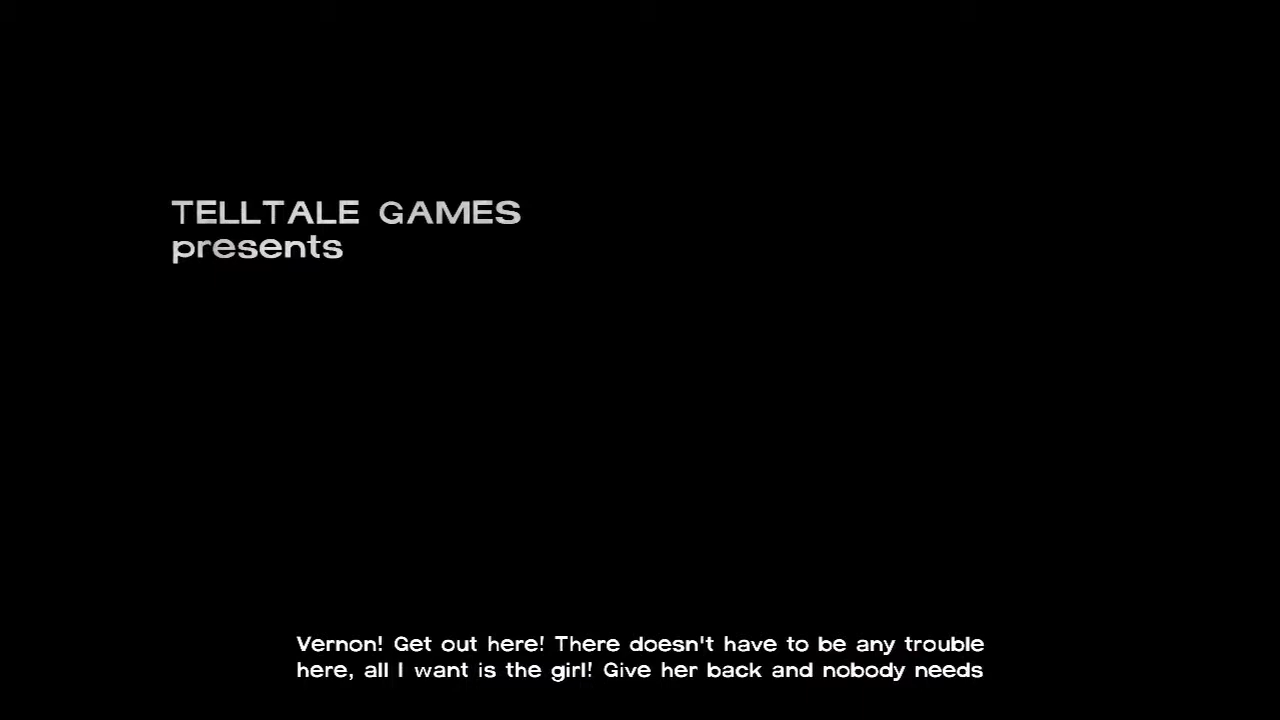 TELLTALE GAMES
presents
Vernon! Get out here! There doesn't have to be any trouble
here, all I want is the girl! Give her back and nobody needs